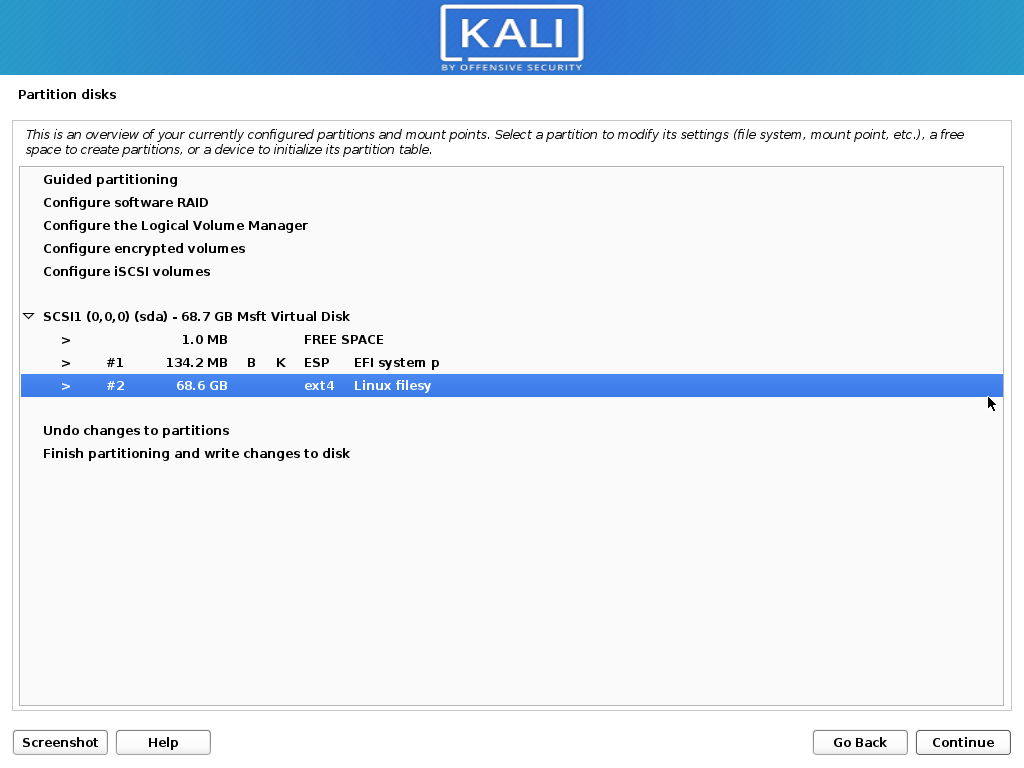 KALI
BY OFFENSIVE SECURITY
Partition disks
This is an overview of your currently configured partitions and mount points. Select a partition to modify its settings (file system, mount point, etc.), a free
space to create partitions, or a device to initialize its partition table.
Guided partitioning
Configure software RAID
Configure the Logical Volume Manager
Configure encrypted volumes
Configure iSCSI volumes
SCSI1 (0,0,0) (sda) - 68.7 GB Msft Virtual Disk
> 1.0 MB FREE SPACE
> #1 134.2 MB B K ESP EFI system p
> #2 68.6 GB ext4 Linux filesy
Undo changes to partitions
Finish partitioning and write changes to disk
Screenshot Help Go Back Continue